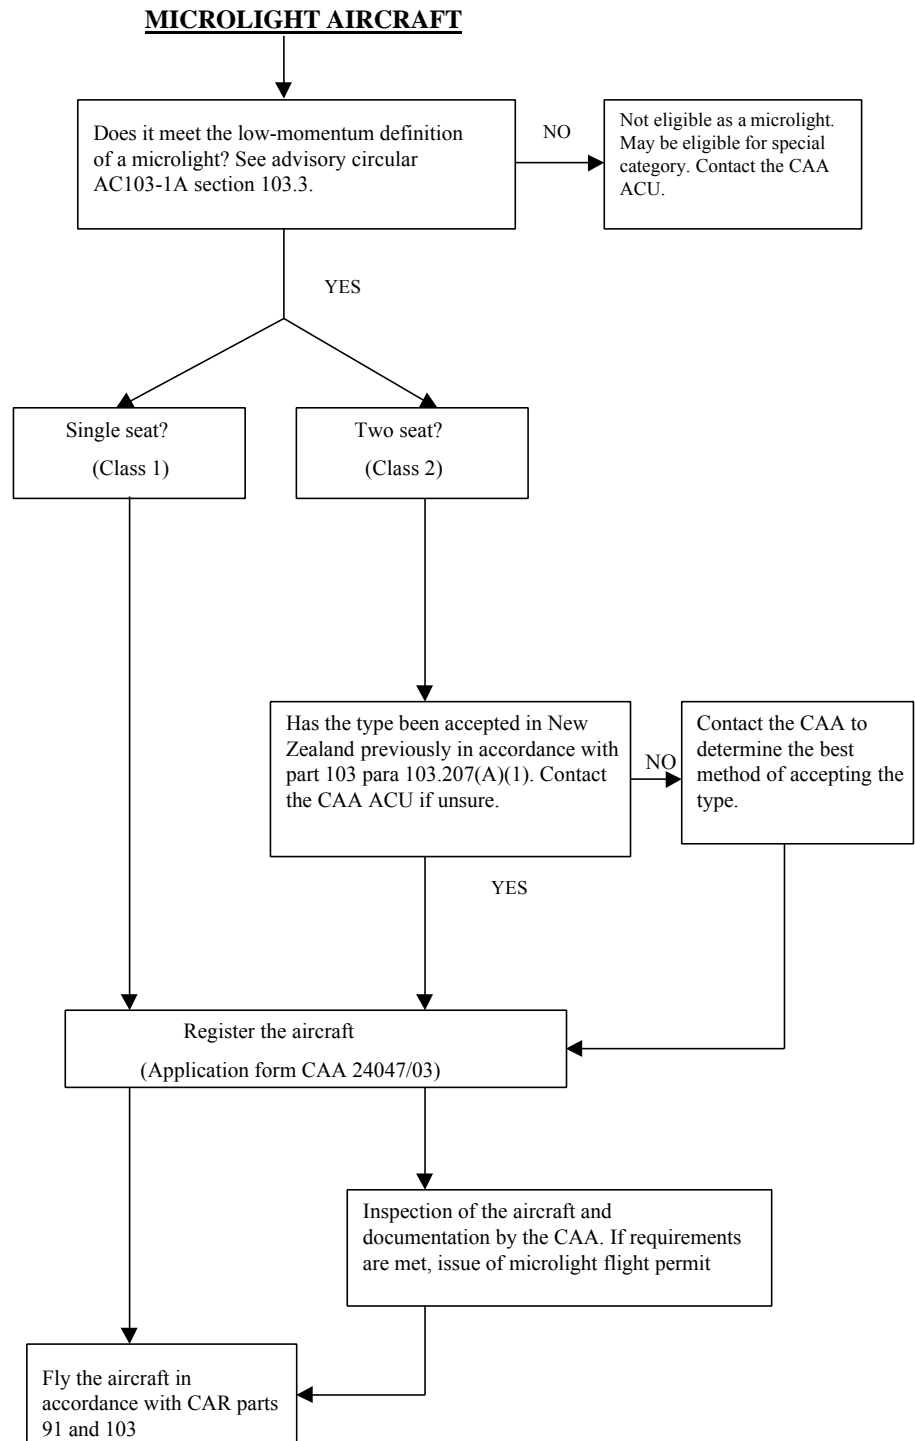 MICROLIGHT AIRCRAFT
Does it meet the low-momentum definition
of a microlight? See advisory circular
AC103-1A section 103.3.
NO
Not eligible as a microlight.
May be eligible for special
category. Contact the CAA
ACU.
YES
Single seat?
(Class 1)
Two seat?
(Class 2)
Has the type been accepted in New
Zealand previously in accordance with
part 103 para 103.207(A)(1). Contact
the CAA ACU if unsure.
NO
Contact the CAA to
determine the best
method of accepting the
type.
YES
Register the aircraft
(Application form CAA 24047/03)
Inspection of the aircraft and
documentation by the CAA. If requirements
are met, issue of microlight flight permit
Fly the aircraft in
accordance with CAR parts
91 and 103